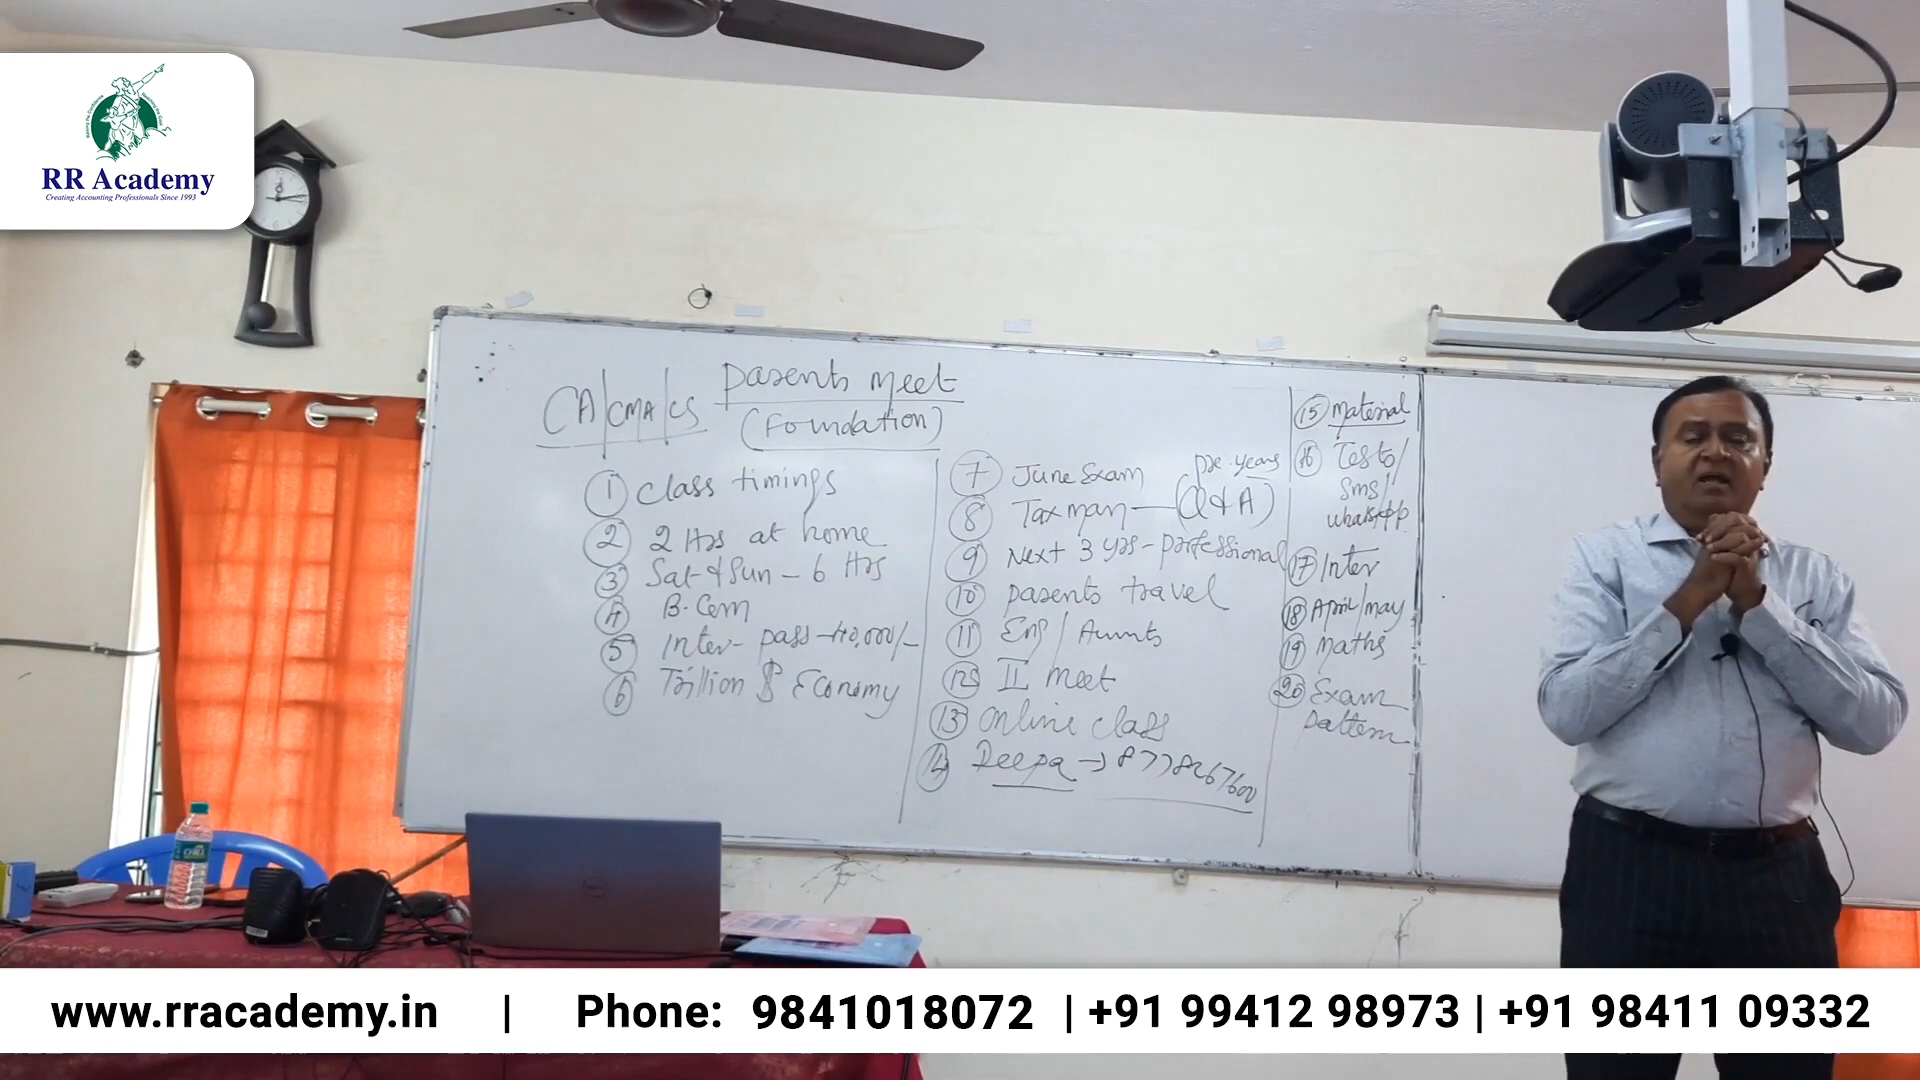 RR Academy
Creating Accounting Professionals Since 1993
CA/CMA/CS Parents Meet
(Foundation)
① Class timings
② 2 Hrs at home
③ Sat & Sun - 6 Hrs
④ B.Com
⑤ Inter- pass - 40,000/-
⑥ Trillion $ Economy
⑦ June Exam
pre. years
⑧ Taxman — (Q & A)
⑨ Next 3 yrs - professional
⑩ parents travel
⑪ Eng / Aunts
⑫ II meet
⑬ Online class
⑭ Deepa → 8778267600
⑮ Material
⑯ Tests/
Sms/
whatsApp
⑰ Inter
⑱ April/may
⑲ Maths
⑳ Exam
pattern
www.rracademy.in | Phone: 9841018072 | +91 99412 98973 | +91 98411 09332